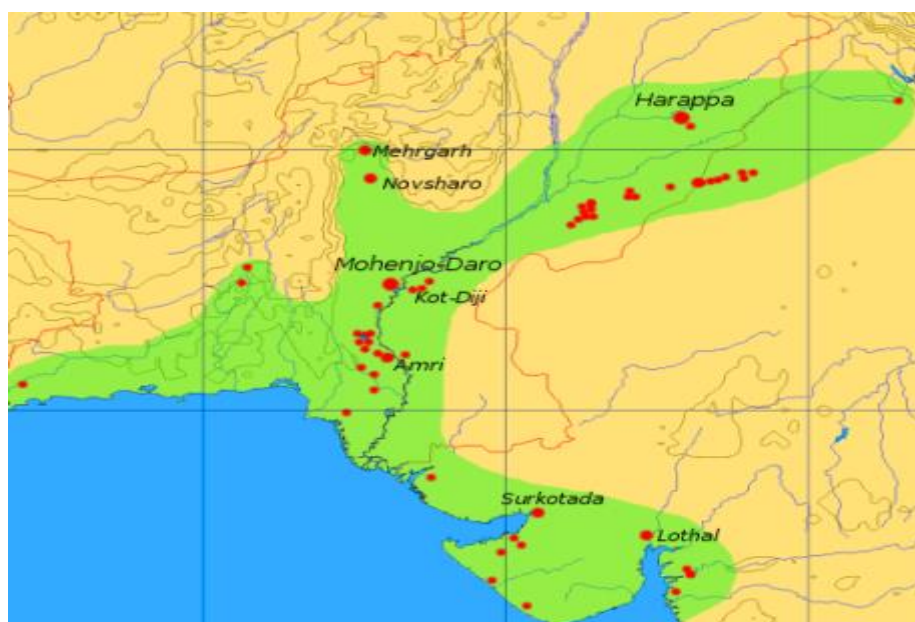 Harappa
Mehrgarh
Novsharo
Mohenjo-Daro
Kot-Diji
Amri
Surkotada
Lothal